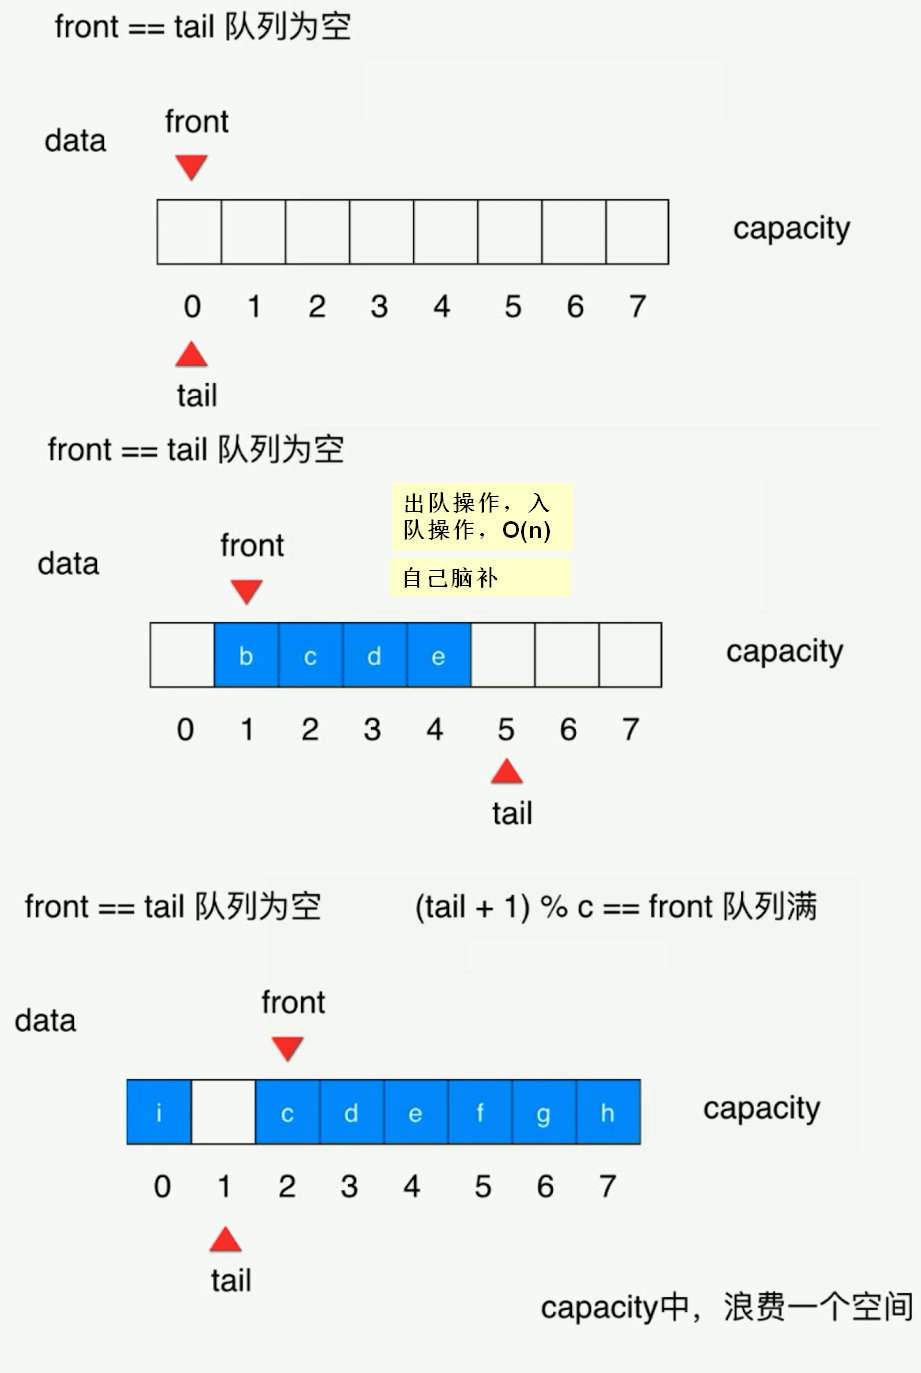 front == tail 队列为空
front
data
capacity
0 1 2 3 4 5 6 7
tail
front == tail 队列为空
出队操作，入
队操作，O(n)
front
data
自己脑补
b c d e
capacity
0 1 2 3 4 5 6 7
tail
front == tail 队列为空 (tail + 1) % c == front 队列满
front
data
i c d e f g h
capacity
0 1 2 3 4 5 6 7
tail
capacity中，浪费一个空间